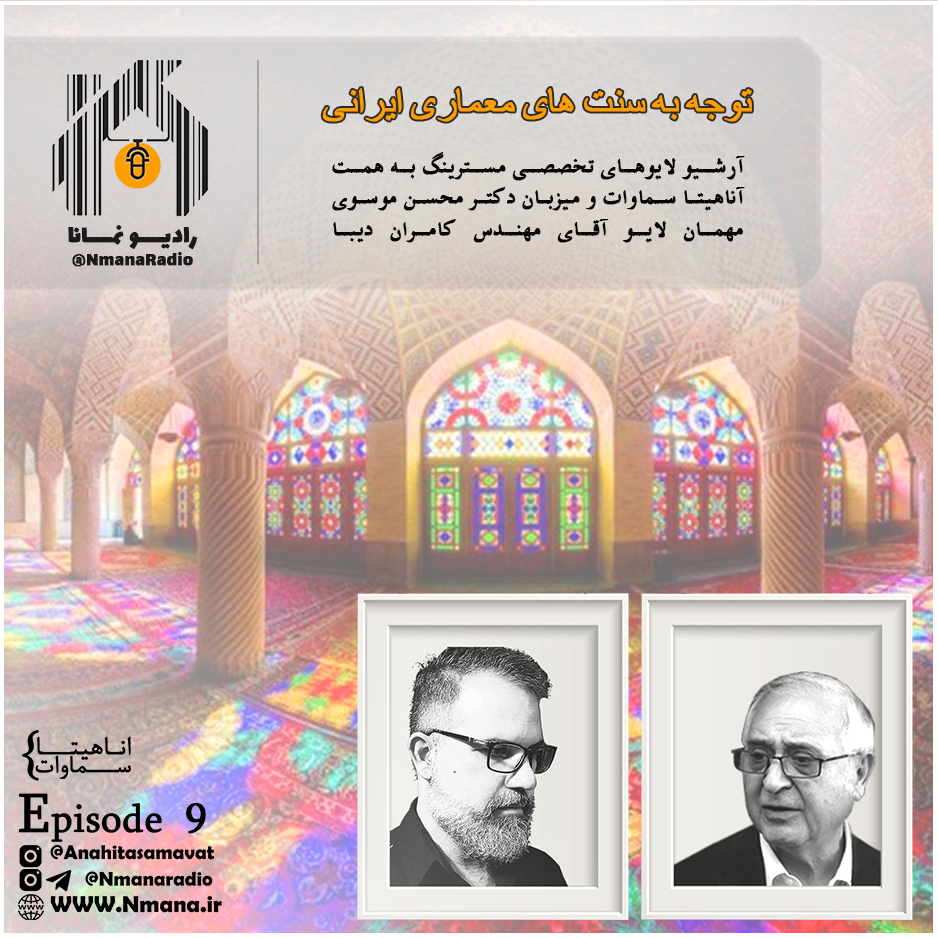 توجه به سنت های معماری ایرانی
آرشیو لایوهای تخصصی مسترینگ به همت
آناهیتا سماوات و میزبان دکتر محسن موسوی
مهمان لایو آقای مهندس کامران دیبا
رادیو نمانا
@NmanaRadio
اناهیتا
سماوات
Episode 9
@Anahitasamavat
@Nmanaradio
WWW.Nmana.ir